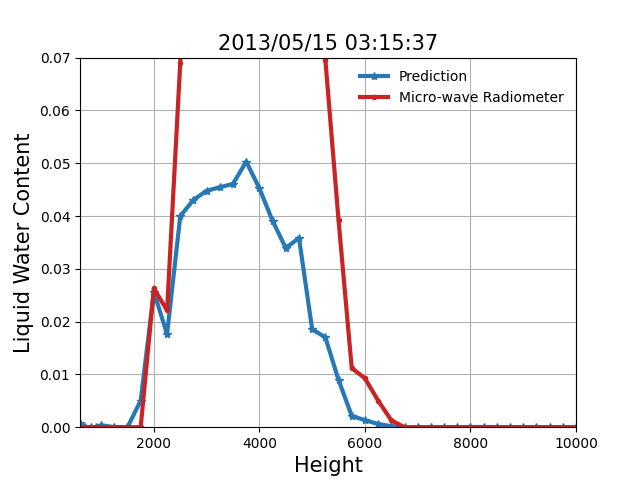 2013/05/15 03:15:37
Prediction
Micro-wave Radiometer
Liquid Water Content
0.07
0.06
0.05
0.04
0.03
0.02
0.01
0.00
2000 4000 6000 8000 10000
Height